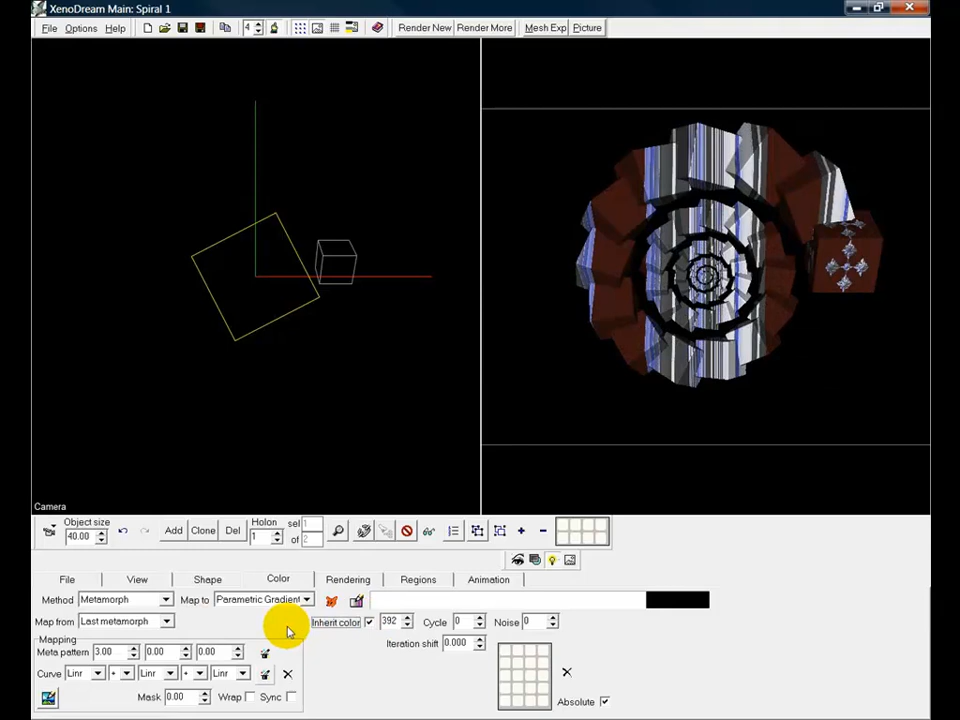 XenoDream Main: Spiral 1
File Options Help 4 Render New Render More Mesh Exp Picture
Camera
Object size Holon sel 1
40.00 Add Clone Del 1 of 2
File View Shape Color Rendering Regions Animation
Method Metamorph Map to Parametric Gradient
Map from Last metamorph Inherit color 392 Cycle 0 Noise 0
Mapping
Meta pattern 3.00 0.00 0.00 Iteration shift 0.000
Curve Linr * Linr * Linr
Mask 0.00 Wrap Sync Absolute